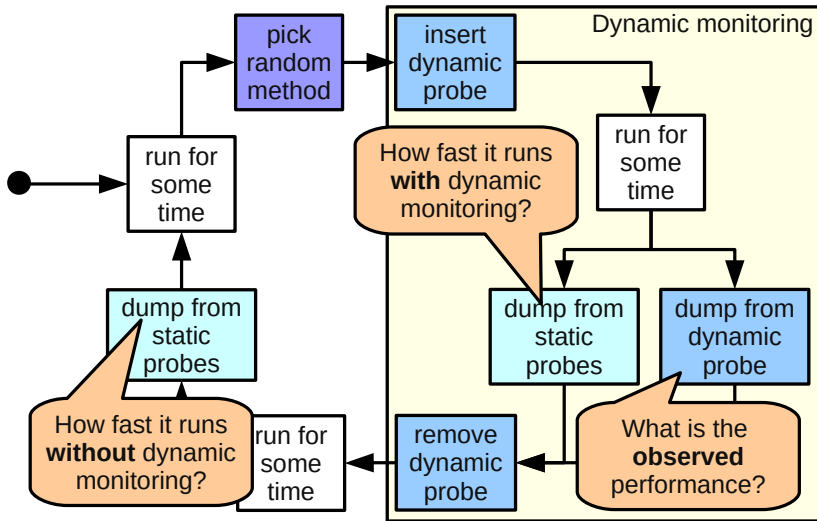 Dynamic monitoring
pick
random
method
insert
dynamic
probe
run for
some
time
run for
some
time
How fast it runs
with dynamic
monitoring?
dump from
static
probes
dump from
static
probes
dump from
dynamic
probe
How fast it runs
without dynamic
monitoring?
run for
some
time
remove
dynamic
probe
What is the
observed
performance?